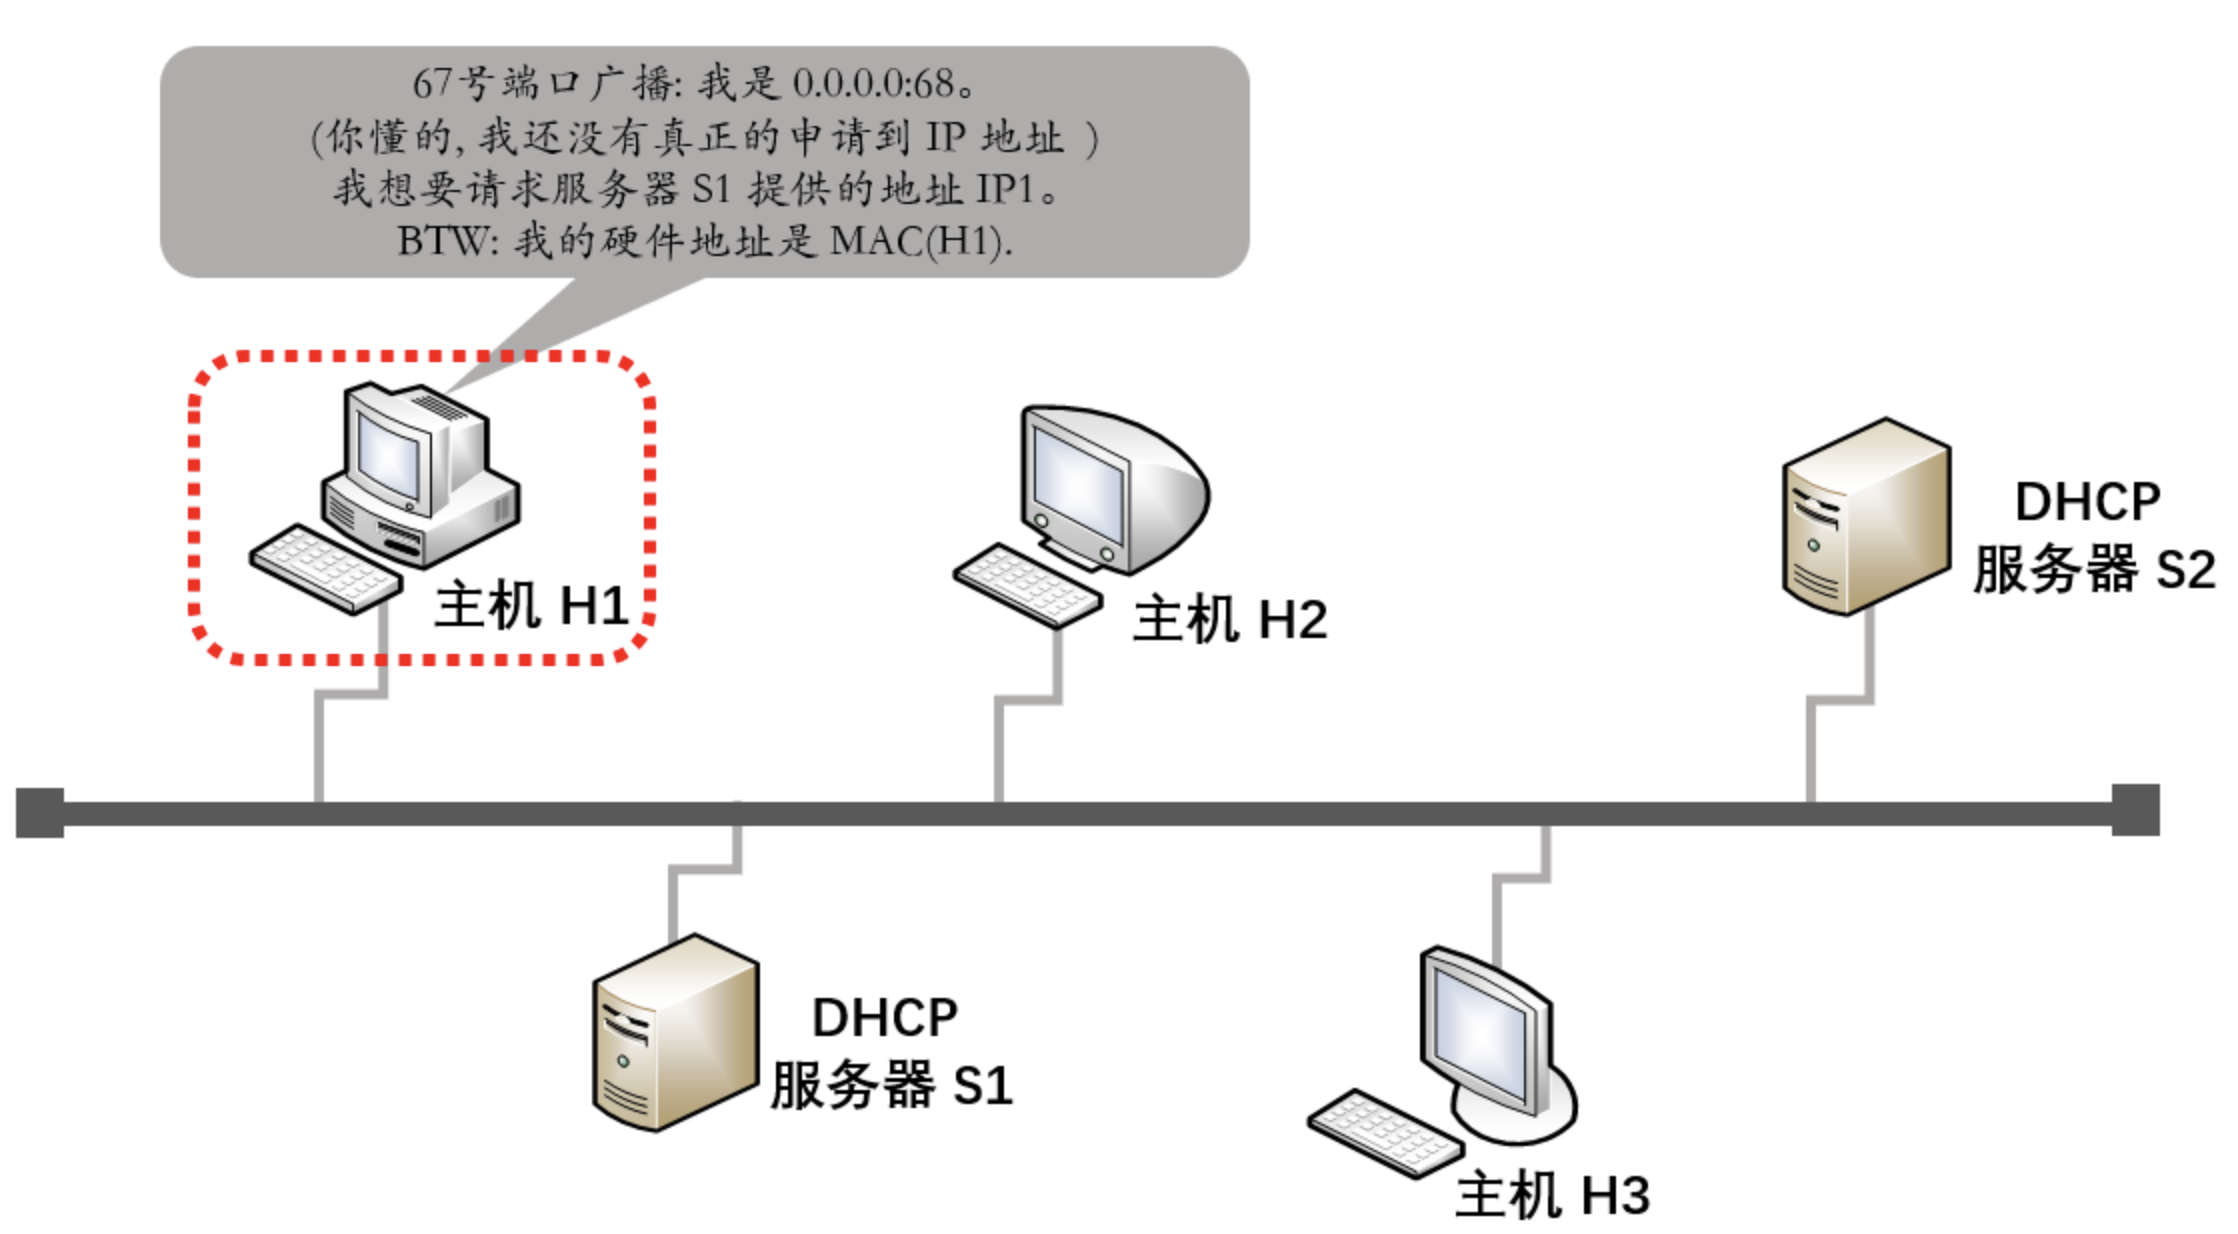 67号端口广播: 我是 0.0.0.0:68。
(你懂的, 我还没有真正的申请到 IP 地址 )
我想要请求服务器 S1 提供的地址 IP1。
BTW: 我的硬件地址是 MAC(H1).
主机 H1
主机 H2
DHCP
服务器 S2
DHCP
服务器 S1
主机 H3